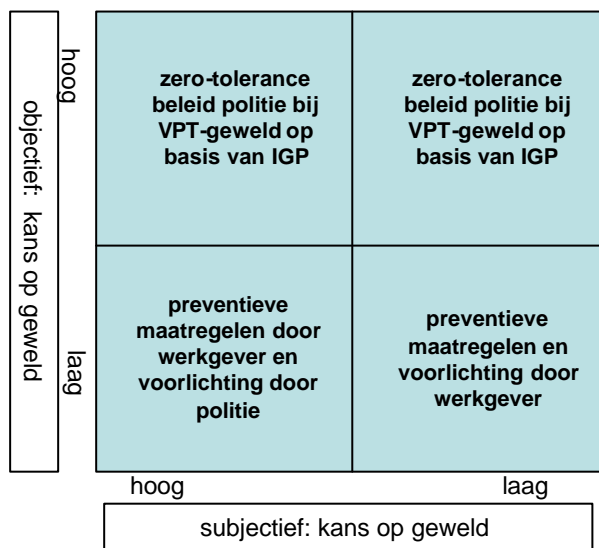 objectief: kans op geweld
hoog
zero-tolerance
beleid politie bij
VPT-geweld op
basis van IGP
zero-tolerance
beleid politie bij
VPT-geweld op
basis van IGP
laag
preventieve
maatregelen door
werkgever en
voorlichting door
politie
preventieve
maatregelen en
voorlichting door
werkgever
hoog
laag
subjectief: kans op geweld